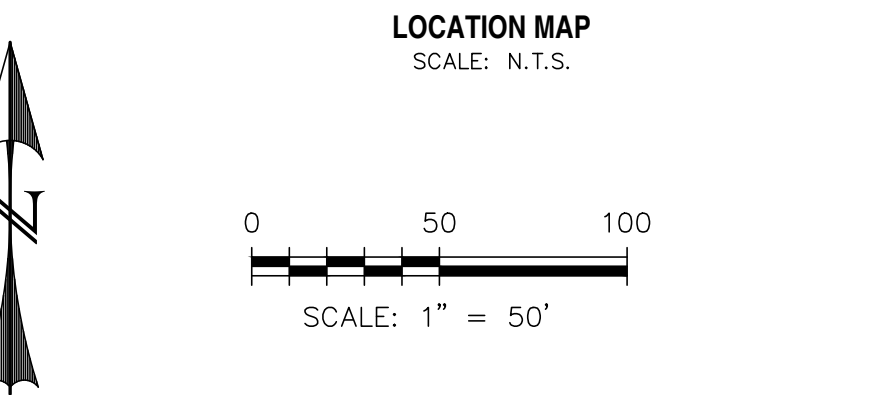 LOCATION MAP
SCALE: N.T.S.
0 50 100
N
SCALE: 1" = 50'